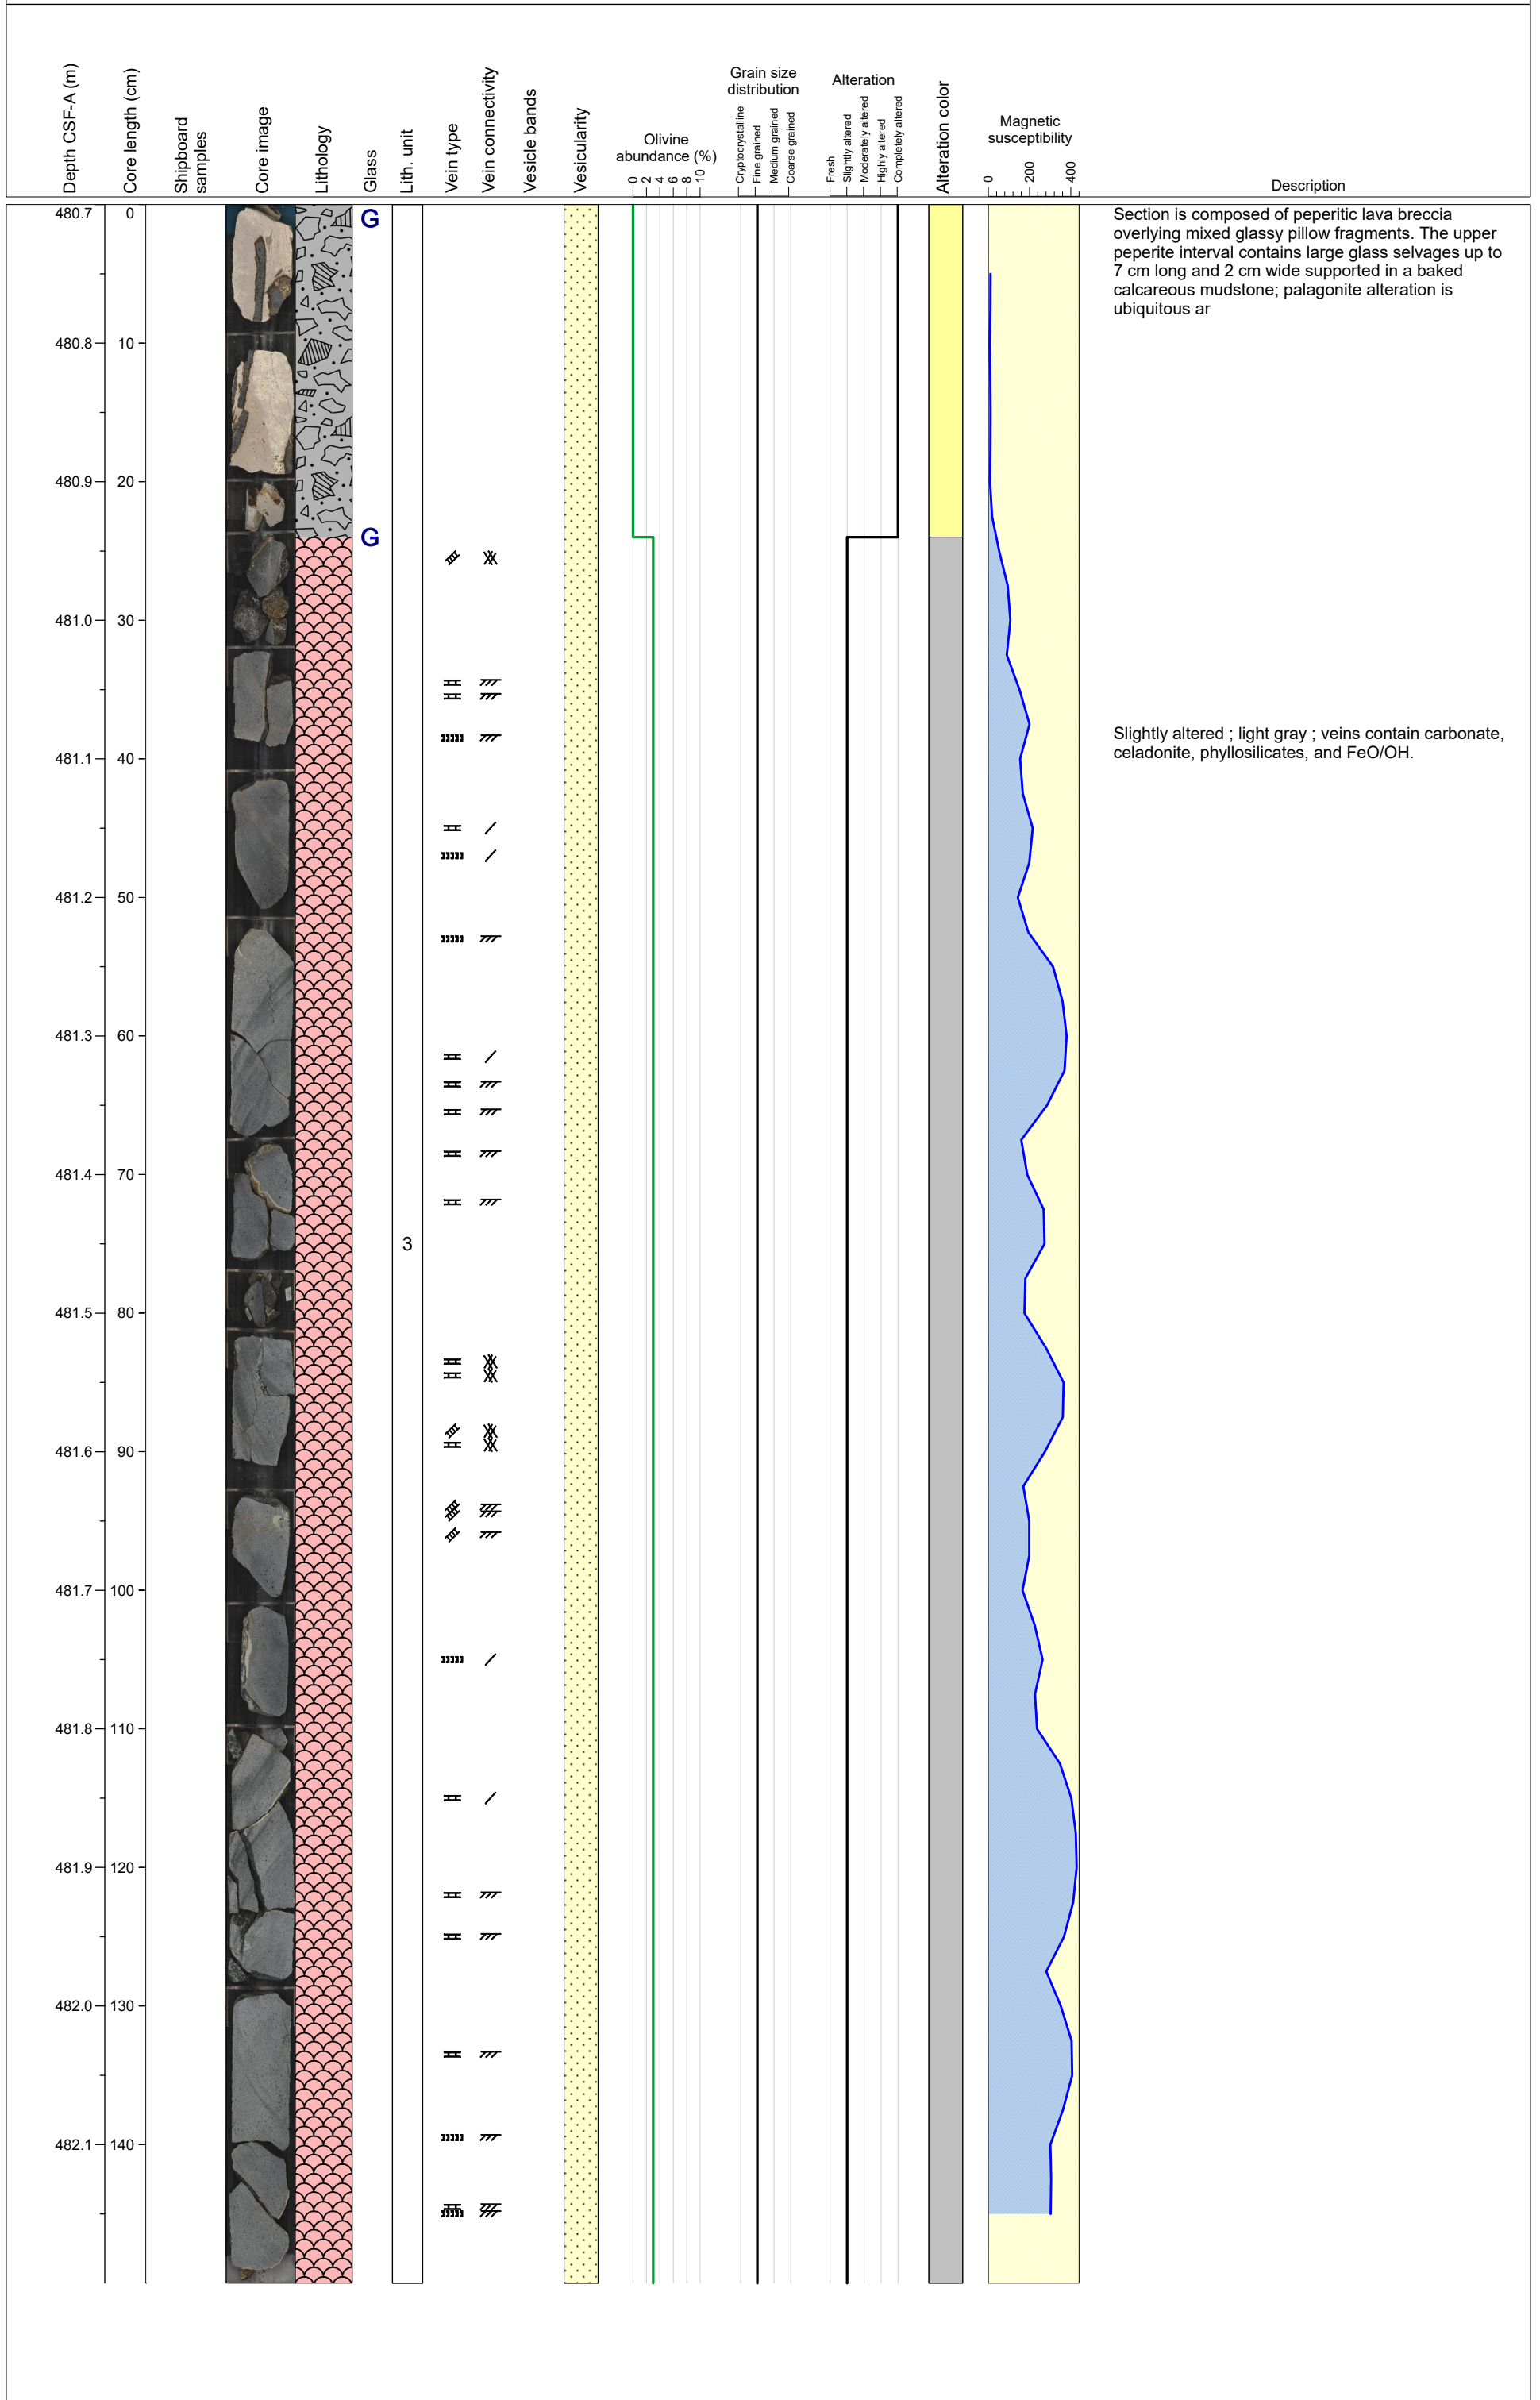 Depth CSF-A (m)
Core length (cm)
Shipboard
samples
Core image
Lithology
Glass
Lith. unit
Vein type
Vein connectivity
Vesicle bands
Vesicularity
Olivine
abundance (%)
0 2 4 6 8 10
Grain size
distribution
Cryptocrystalline
Fine grained
Medium grained
Coarse grained
Alteration
Fresh
Slightly altered
Moderately altered
Highly altered
Completely altered
Alteration color
Magnetic
susceptibility
0 200 400
Description
480.7 0
G
Section is composed of peperitic lava breccia
overlying mixed glassy pillow fragments. The upper
peperite interval contains large glass selvages up to
7 cm long and 2 cm wide supported in a baked
calcareous mudstone; palagonite alteration is
ubiquitous ar
480.8 10
480.9 20
G
481.0 30
Slightly altered ; light gray ; veins contain carbonate,
celadonite, phyllosilicates, and FeO/OH.
481.1 40
481.2 50
481.3 60
481.4 70
3
481.5 80
481.6 90
481.7 100
481.8 110
481.9 120
482.0 130
482.1 140